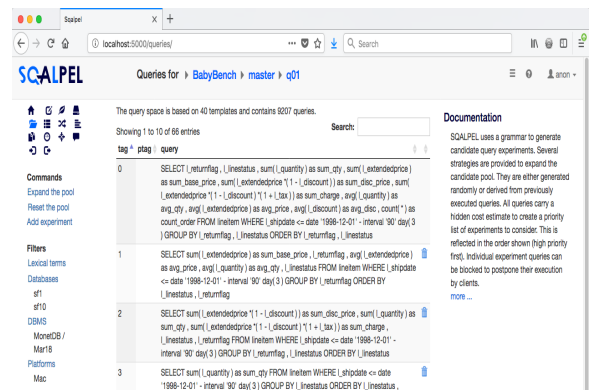 Sqalpel
localhost:5000/queries/
Search
SQALPEL
Queries for BabyBench master q01
anon
The query space is based on 40 templates and contains 9207 queries.
Showing 1 to 10 of 66 entries
Search:
tag ptag query
0
SELECT l_returnflag , l_linestatus , sum( l_quantity ) as sum_qty , sum( l_extendedprice )
as sum_base_price , sum( l_extendedprice *( 1 - l_discount ) ) as sum_disc_price , sum(
l_extendedprice *( 1 - l_discount ) *( 1 + l_tax ) ) as sum_charge , avg( l_quantity ) as
avg_qty , avg( l_extendedprice ) as avg_price , avg( l_discount ) as avg_disc , count( * ) as
count_order FROM lineitem WHERE l_shipdate <= date '1998-12-01' - interval '90' day( 3
) GROUP BY l_returnflag , l_linestatus ORDER BY l_returnflag , l_linestatus
1
SELECT sum( l_extendedprice ) as sum_base_price , l_returnflag , avg( l_extendedprice )
as avg_price , avg( l_quantity ) as avg_qty , l_linestatus FROM lineitem WHERE l_shipdate
<= date '1998-12-01' - interval '90' day( 3 ) GROUP BY l_returnflag , l_linestatus ORDER BY
l_linestatus , l_returnflag
2
SELECT sum( l_extendedprice *( 1 - l_discount ) ) as sum_disc_price , sum( l_quantity ) as
sum_qty , sum( l_extendedprice *( 1 - l_discount ) *( 1 + l_tax ) ) as sum_charge ,
l_linestatus , l_returnflag FROM lineitem WHERE l_shipdate <= date '1998-12-01' -
interval '90' day( 3 ) GROUP BY l_returnflag , l_linestatus ORDER BY l_linestatus
3
SELECT sum( l_quantity ) as sum_qty FROM lineitem WHERE l_shipdate <= date
'1998-12-01' - interval '90' day( 3 ) GROUP BY l_returnflag , l_linestatus ORDER BY l_linestatus ,
Commands
Expand the pool
Reset the pool
Add experiment
Filters
Lexical terms
Databases
sf1
sf10
DBMS
MonetDB /
Mar18
Platforms
Mac
Documentation
SQALPEL uses a grammar to generate
candidate query experiments. Several
strategies are provided to expand the
candidate pool. They are either generated
randomly or derived from previously
executed queries. All queries carry a
hidden cost estimate to create a priority
list of experiments to consider. This is
reflected in the order shown (high priority
first). Individual experiment queries can
be blocked to postpone their execution
by clients.
more ...